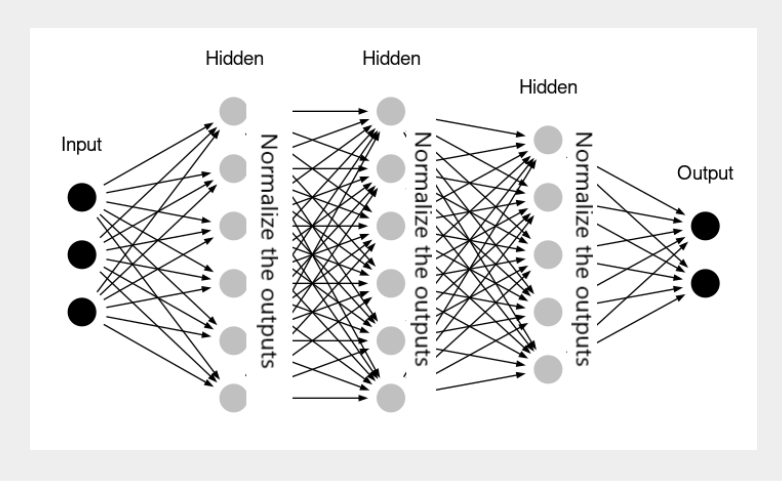 Hidden
Hidden
Hidden
Input
Output
Normalize the outputs
Normalize the outputs
Normalize the outputs